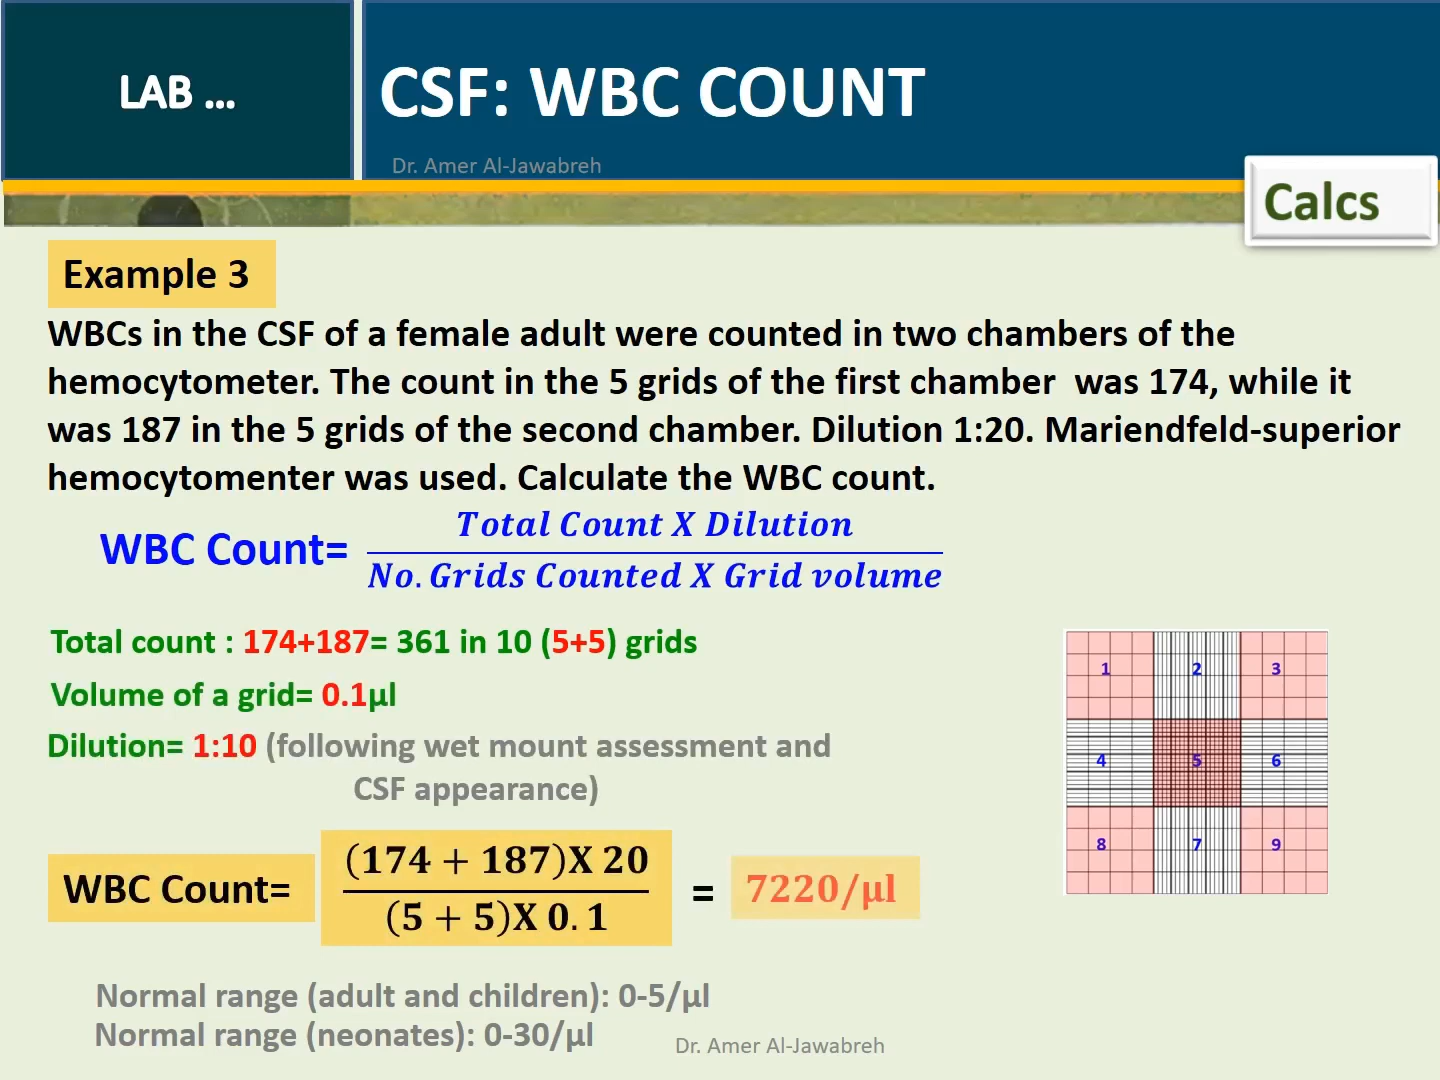 LAB ...
CSF: WBC COUNT
Dr. Amer Al-Jawabreh
Calcs
Example 3
WBCs in the CSF of a female adult were counted in two chambers of the
hemocytometer. The count in the 5 grids of the first chamber was 174, while it
was 187 in the 5 grids of the second chamber. Dilution 1:20. Mariendfeld-superior
hemocytomenter was used. Calculate the WBC count.
Total Count X Dilution
WBC Count=
No. Grids Counted X Grid volume
Total count : 174+187= 361 in 10 (5+5) grids
Volume of a grid= 0.1µl
Dilution= 1:10 (following wet mount assessment and
CSF appearance)
1 2 3
4 5 6
8 7 9
(174 + 187)X 20
WBC Count= = 7220/µl
(5 + 5)X 0. 1
Normal range (adult and children): 0-5/µl
Normal range (neonates): 0-30/µl
Dr. Amer Al-Jawabreh